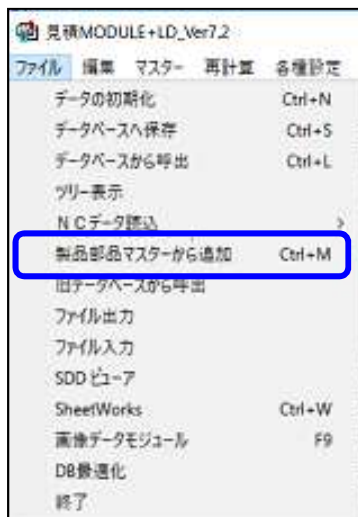 見積MODULE+LD_Ver7.2
ファイル 編集 マスター 再計算 各種設定
データの初期化 Ctrl+N
データベースへ保存 Ctrl+S
データベースから呼出 Ctrl+L
ツリー表示
NCデータ読込 >
製品部品マスターから追加 Ctrl+M
旧データベースから呼出
ファイル出力
ファイル入力
SDDビューア
SheetWorks Ctrl+W
画像データモジュール F9
DB最適化
終了